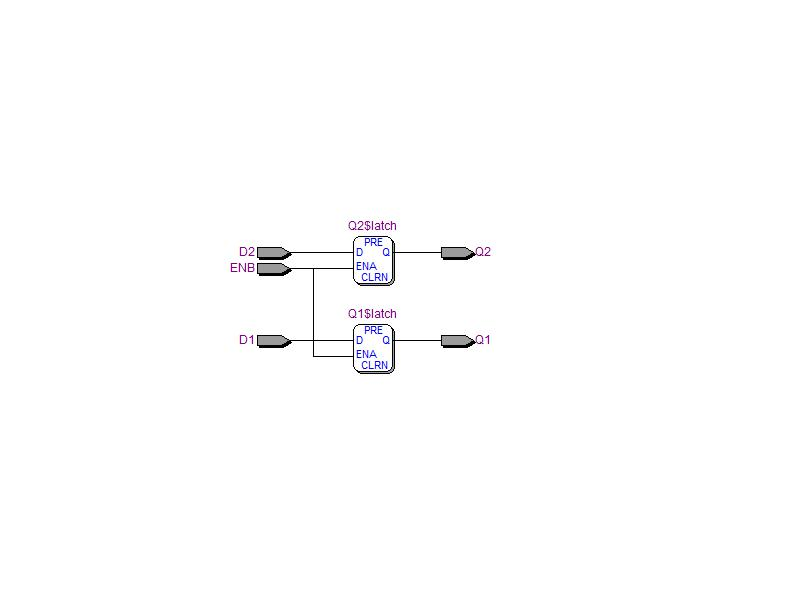 Q2$latch
PRE
D2 D Q Q2
ENB ENA
CLRN
Q1$latch
PRE
D1 D Q Q1
ENA
CLRN